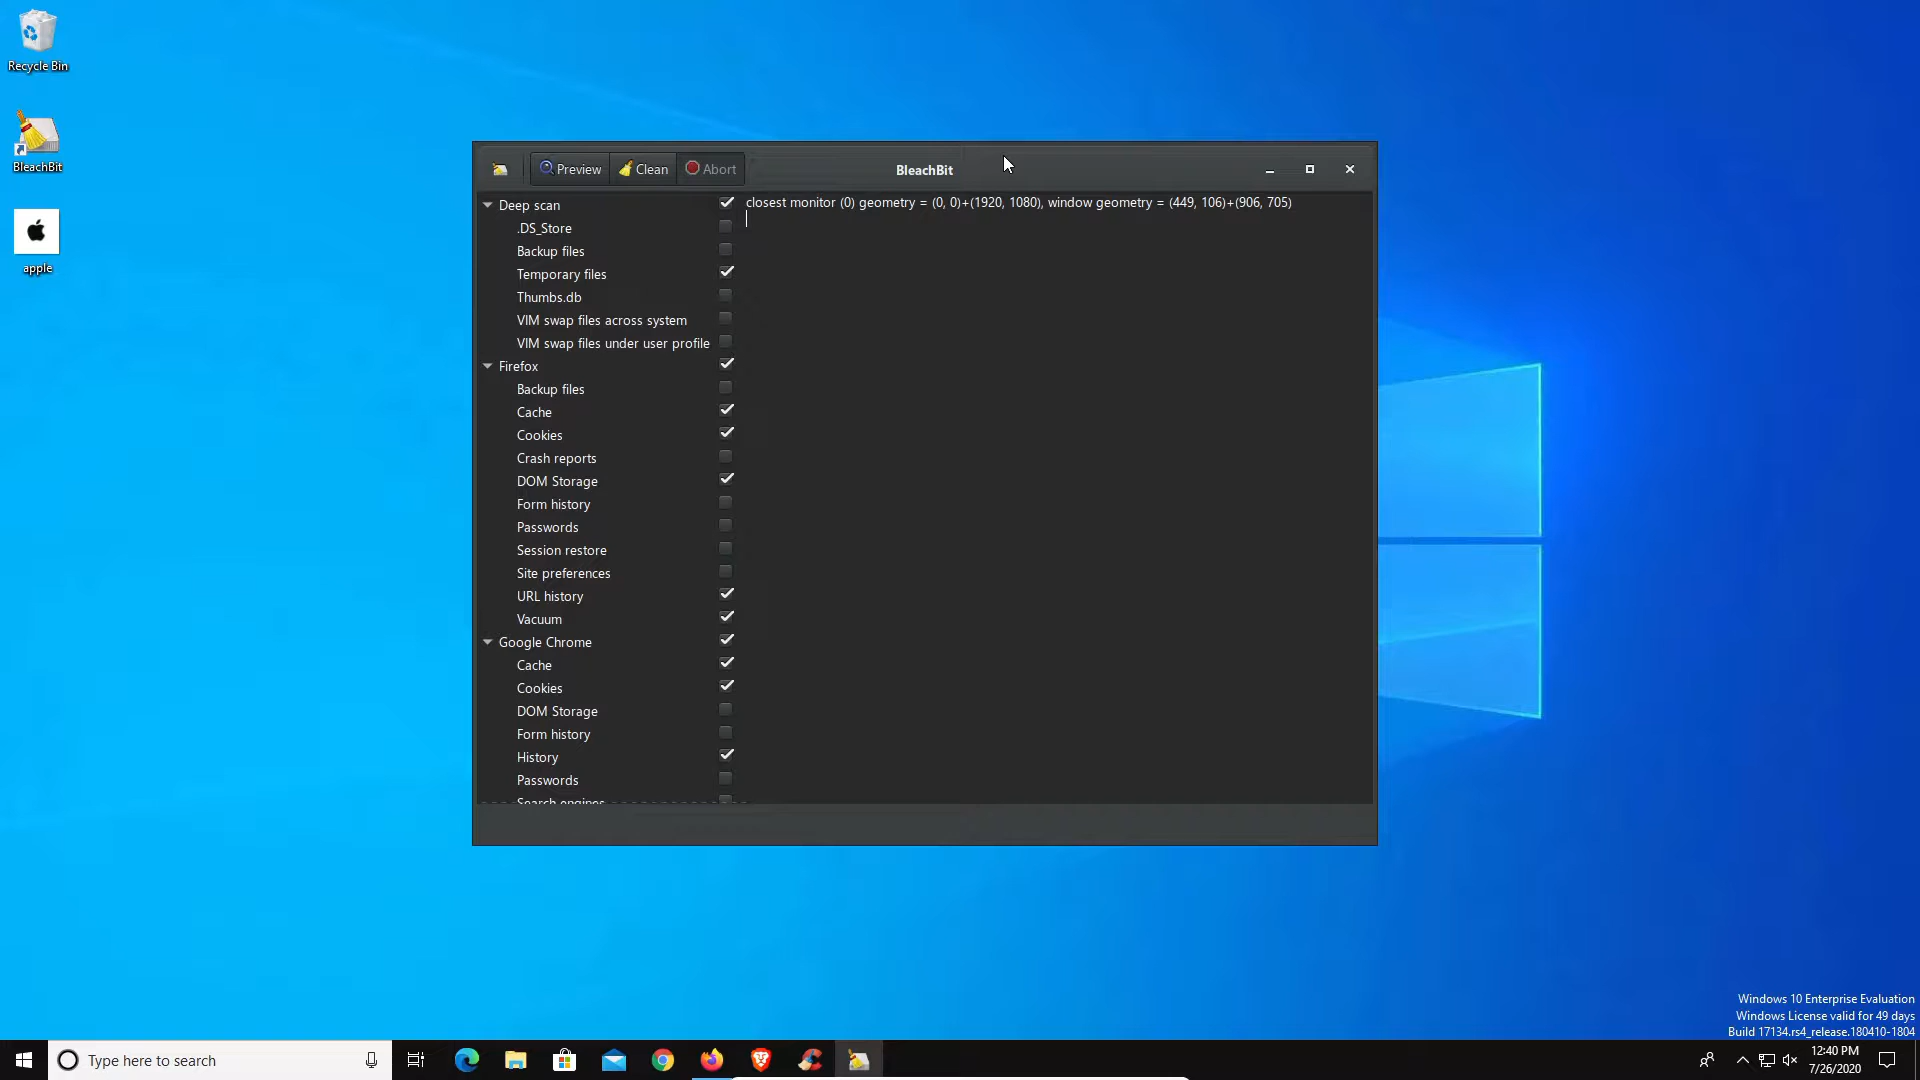 Recycle Bin
BleachBit
apple
Preview
Clean
Abort
BleachBit
Deep scan
.DS_Store
Backup files
Temporary files
Thumbs.db
VIM swap files across system
VIM swap files under user profile
Firefox
Backup files
Cache
Cookies
Crash reports
DOM Storage
Form history
Passwords
Session restore
Site preferences
URL history
Vacuum
Google Chrome
Cache
Cookies
DOM Storage
Form history
History
Passwords
Search engines
closest monitor (0) geometry = (0, 0)+(1920, 1080), window geometry = (449, 106)+(906, 705)
Windows 10 Enterprise Evaluation
Windows License valid for 49 days
Build 17134.rs4_release.180410-1804
Type here to search
12:40 PM
7/26/2020